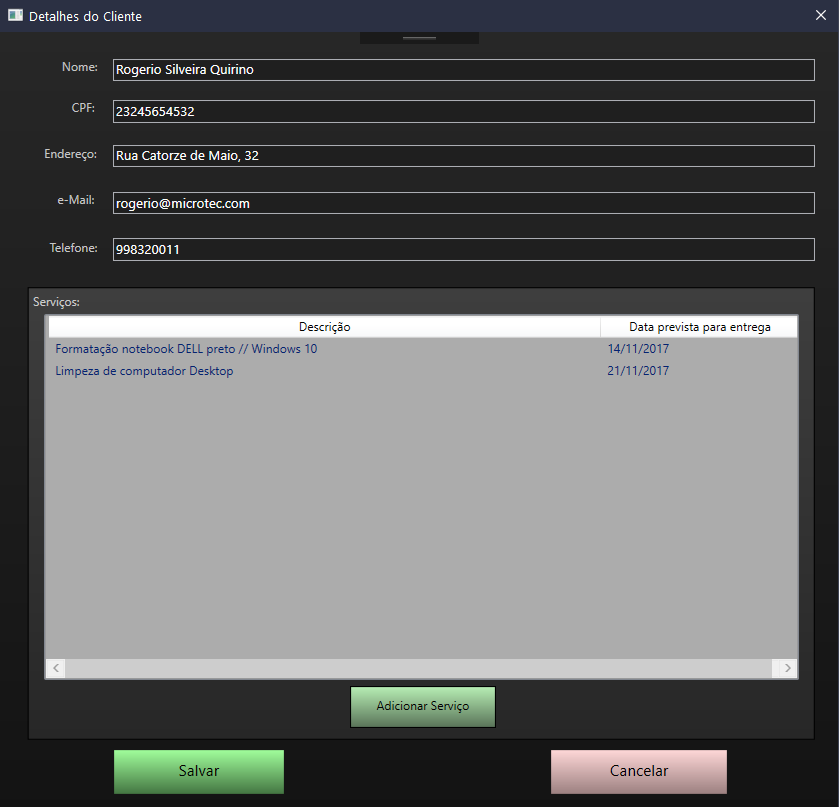 Detalhes do Cliente
Nome: Rogerio Silveira Quirino
CPF: 23245654532
Endereço: Rua Catorze de Maio, 32
e-Mail: rogerio@microtec.com
Telefone: 998320011
Serviços:
Descrição Data prevista para entrega
Formatação notebook DELL preto // Windows 10 14/11/2017
Limpeza de computador Desktop 21/11/2017
Adicionar Serviço
Salvar Cancelar